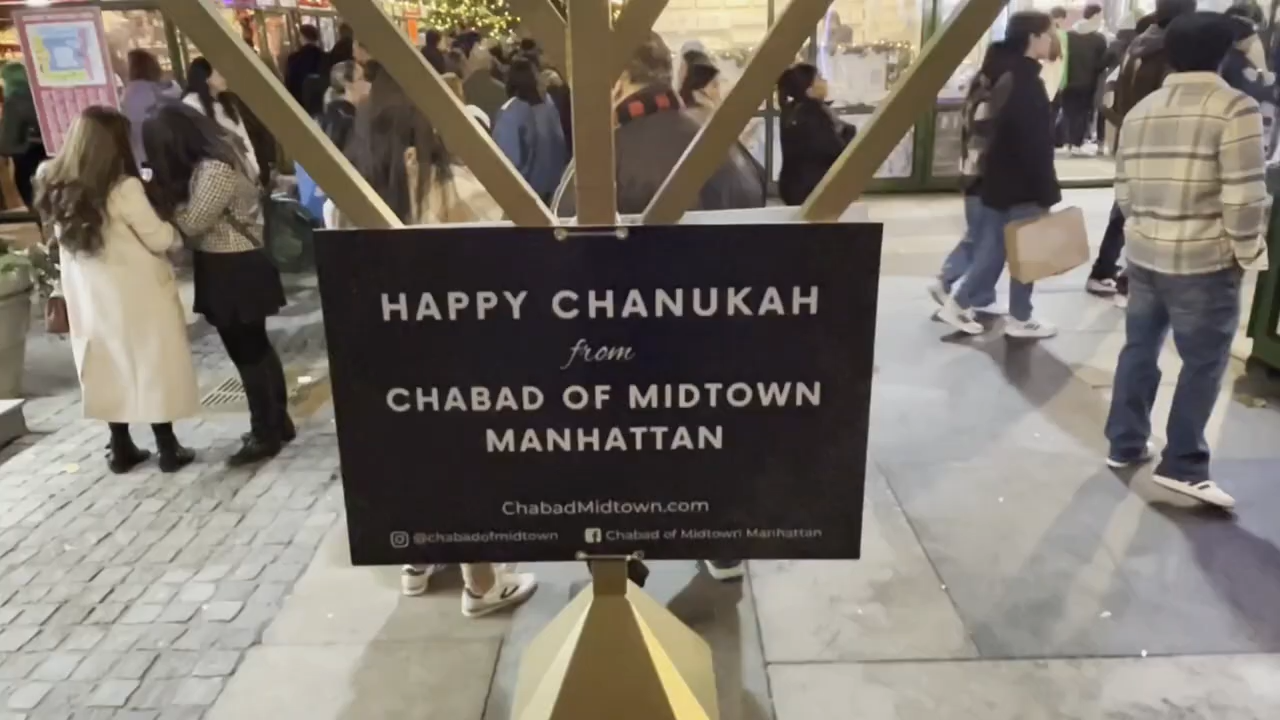 HAPPY CHANUKAH
from
CHABAD OF MIDTOWN
MANHATTAN
ChabadMidtown.com
@chabadofmidtown Chabad of Midtown Manhattan